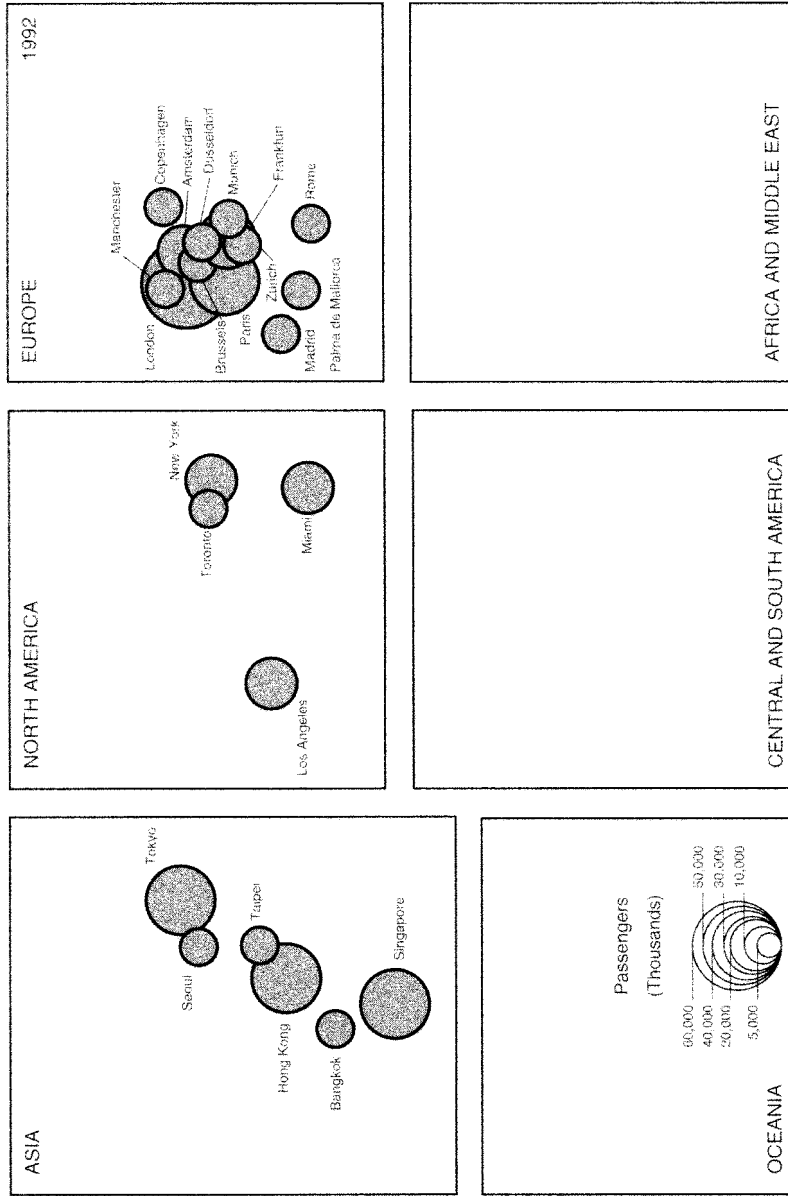 ASIA
Tokyo
Seoul
Taipei
Hong Kong
Bangkok
Singapore
NORTH AMERICA
New York
Toronto
Miami
Los Angeles
EUROPE
1992
Manchester
Copenhagen
Amsterdam
Dusseldorf
Munich
Frankfurt
Rome
London
Brussels
Paris
Zurich
Madrid
Palma de Mallorca
OCEANIA
Passengers
(Thousands)
60,000
50,000
40,000
30,000
20,000
10,000
5,000
CENTRAL AND SOUTH AMERICA
AFRICA AND MIDDLE EAST